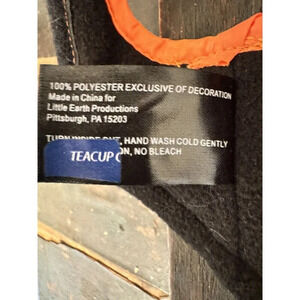 100% POLYESTER EXCLUSIVE OF DECORATION
Made in China for
Little Earth Productions
Pittsburgh, PA 15203
TURN INSIDE OUT, HAND WASH COLD GENTLY
ON, NO BLEACH
TEACUP